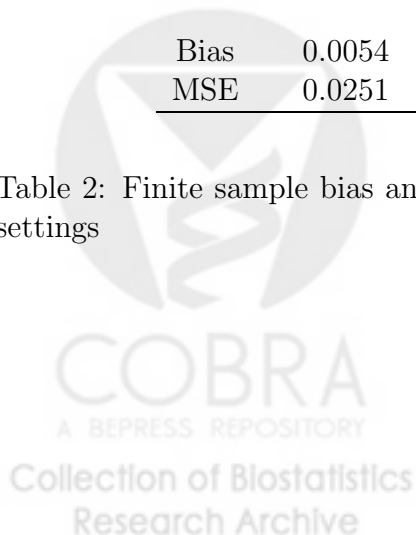 Bias 0.0054
MSE 0.0251
Table 2: Finite sample bias an
settings
COBRA
A BEPRESS REPOSITORY
Collection of Biostatistics
Research Archive